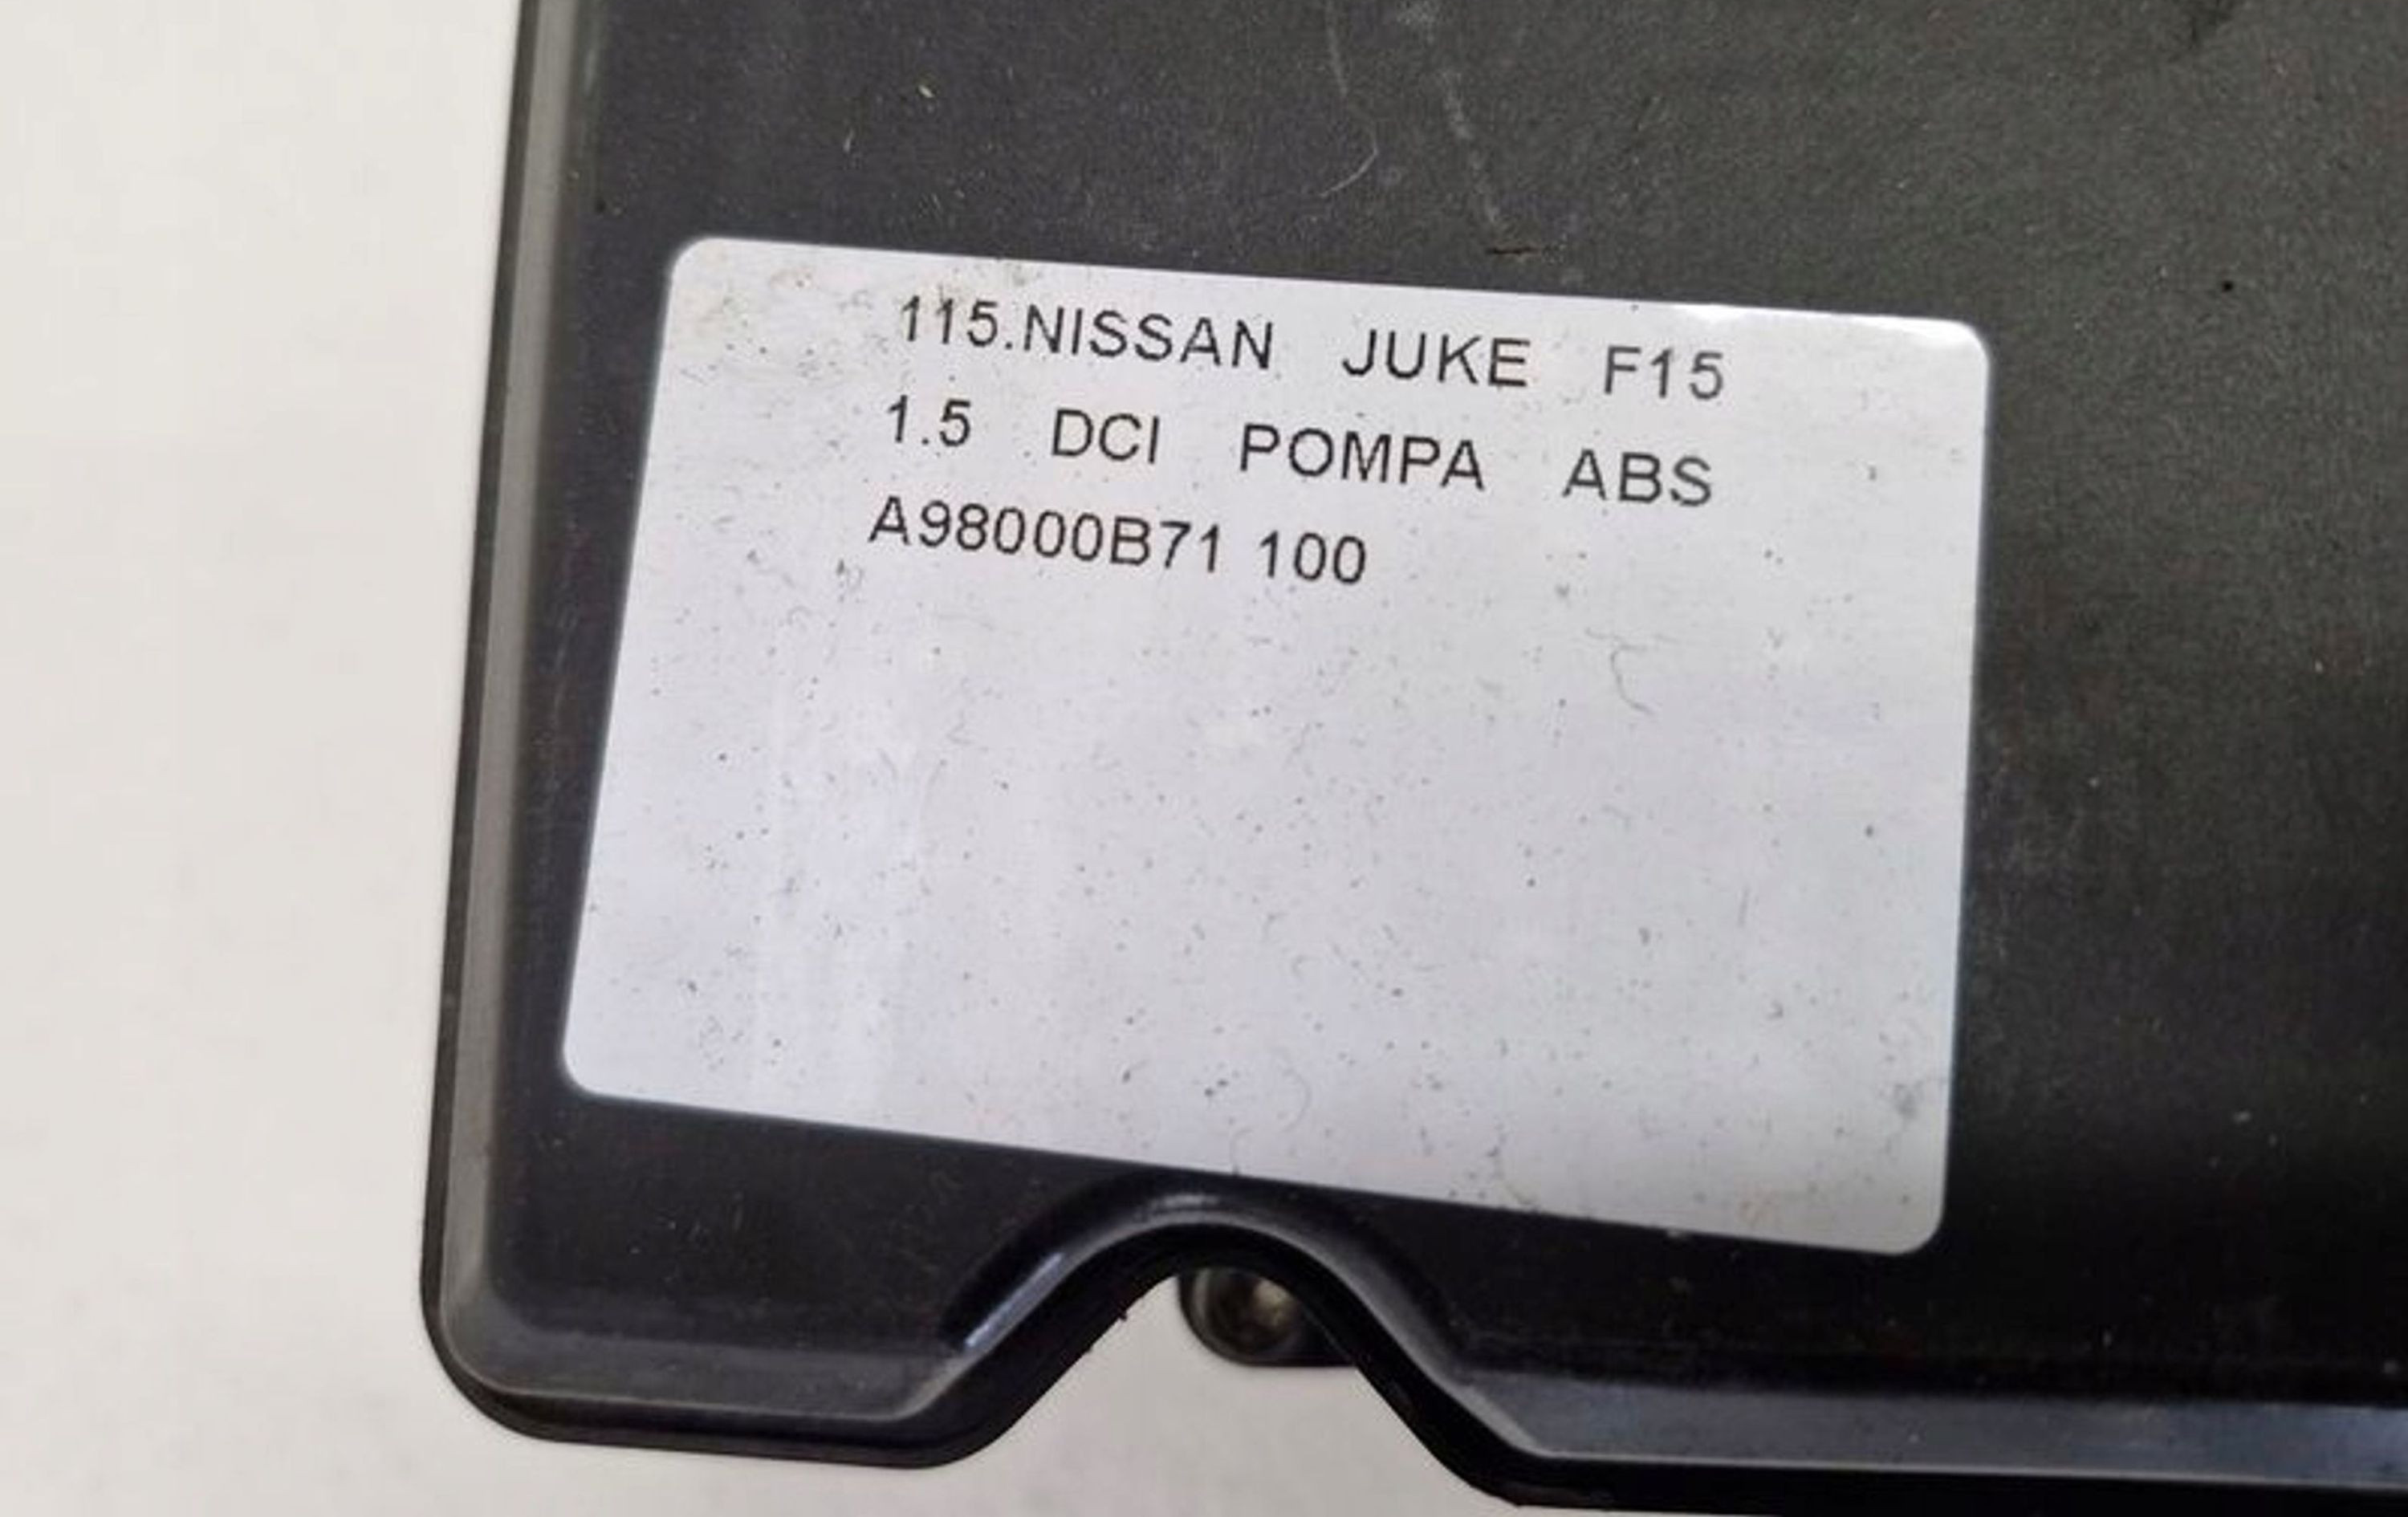 115.NISSAN JUKE F15
1.5 DCI POMPA ABS
A98000B71 100